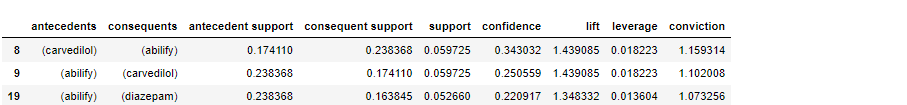 antecedents consequents antecedent support consequent support support confidence lift leverage conviction
8 (carvedilol) (abilify) 0.174110 0.238368 0.059725 0.343032 1.439085 0.018223 1.159314
9 (abilify) (carvedilol) 0.238368 0.174110 0.059725 0.250559 1.439085 0.018223 1.102008
19 (abilify) (diazepam) 0.238368 0.163845 0.052660 0.220917 1.348332 0.013604 1.073256